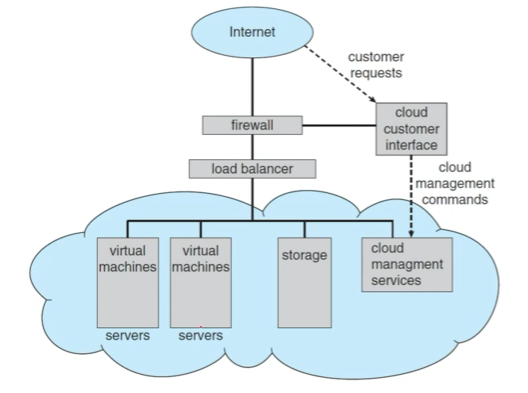 Internet
customer
requests
firewall
cloud
customer
interface
load balancer
cloud
management
commands
virtual
machines
virtual
machines
storage
cloud
managment
services
servers
servers